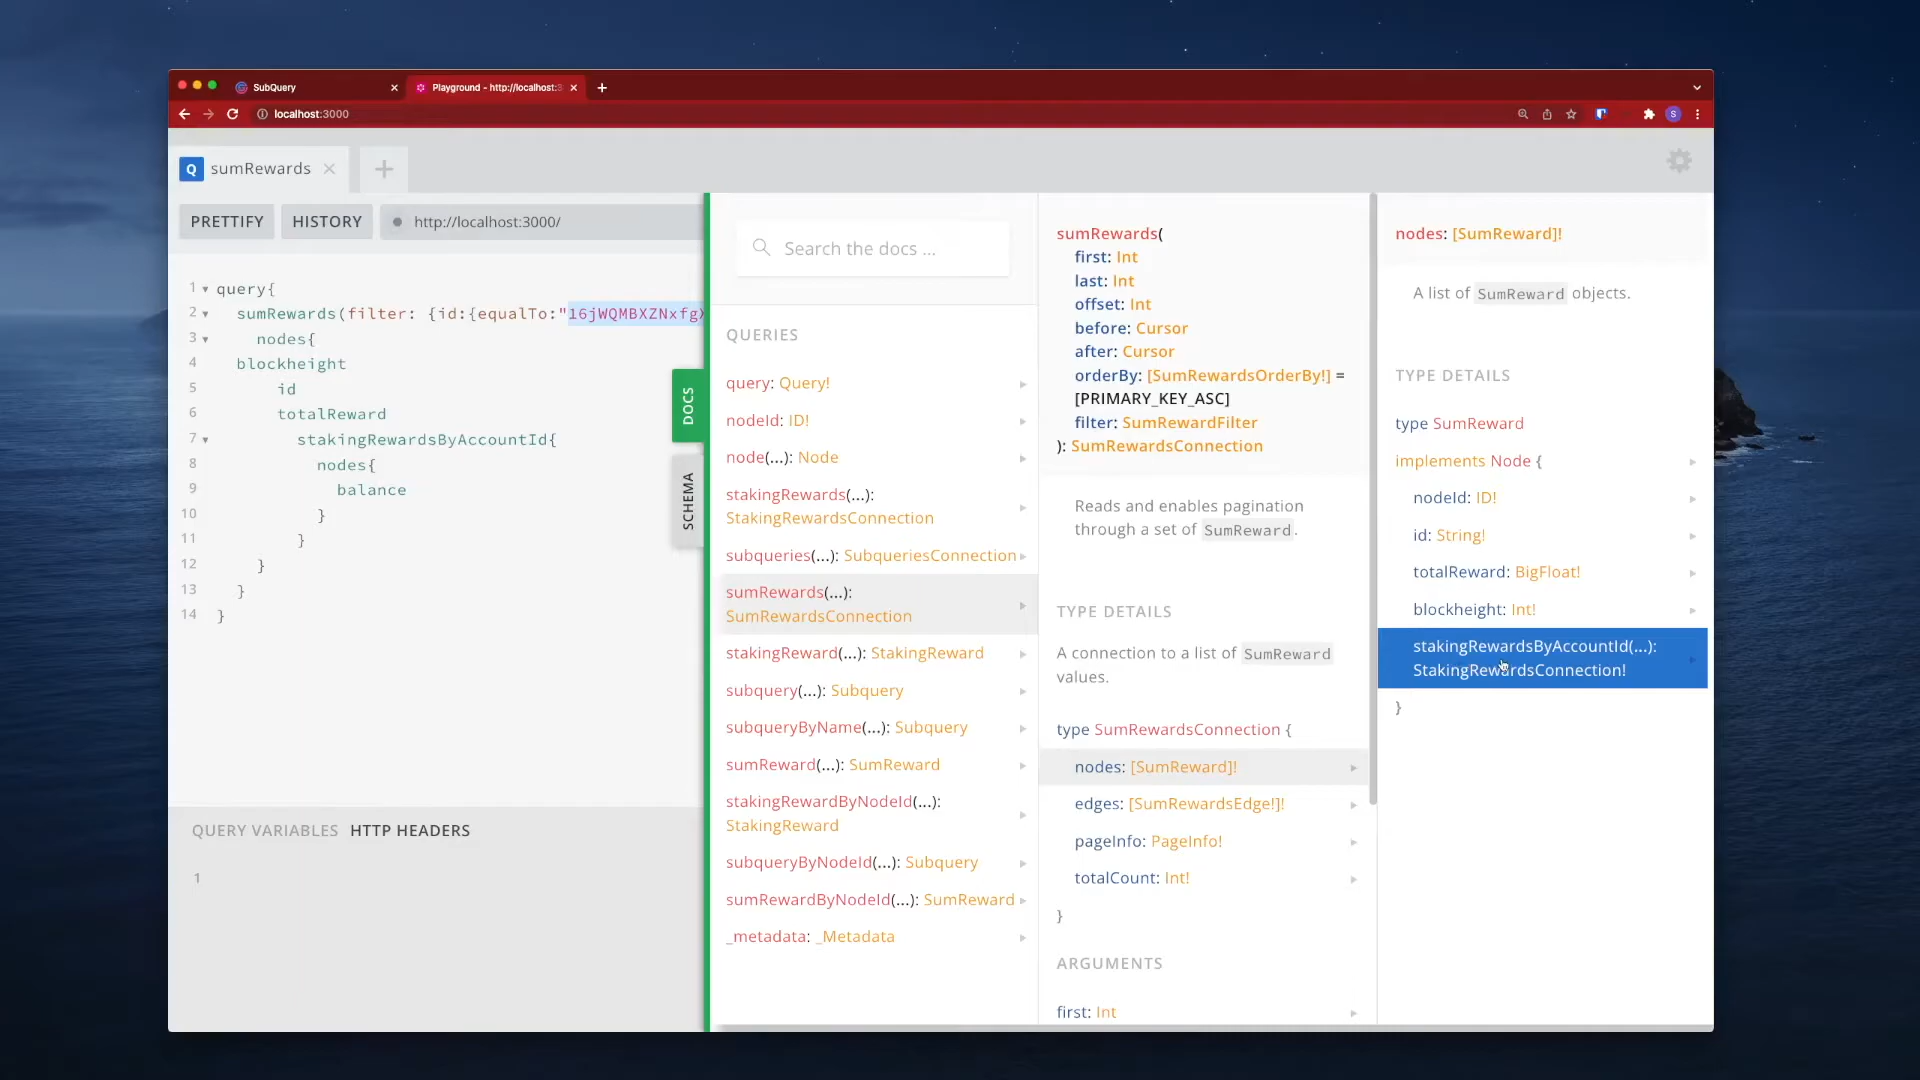 SubQuery
Playground - http://localhost:3
localhost:3000
S
Q sumRewards
PRETTIFY
HISTORY
http://localhost:3000/
1 query{
2 sumRewards(filter: {id:{equalTo:"16jWQMBXZNxfg
3 nodes{
4 blockheight
5 id
6 totalReward
7 stakingRewardsByAccountId{
8 nodes{
9 balance
10 }
11 }
12 }
13 }
14 }
QUERY VARIABLES HTTP HEADERS
1
DOCS
SCHEMA
Search the docs ...
QUERIES
query: Query!
nodeId: ID!
node(...): Node
stakingRewards(...):
StakingRewardsConnection
subqueries(...): SubqueriesConnection
sumRewards(...):
SumRewardsConnection
stakingReward(...): StakingReward
subquery(...): Subquery
subqueryByName(...): Subquery
sumReward(...): SumReward
stakingRewardByNodeId(...):
StakingReward
subqueryByNodeId(...): Subquery
sumRewardByNodeId(...): SumReward
_metadata: _Metadata
sumRewards(
first: Int
last: Int
offset: Int
before: Cursor
after: Cursor
orderBy: [SumRewardsOrderBy!] =
[PRIMARY_KEY_ASC]
filter: SumRewardFilter
): SumRewardsConnection
Reads and enables pagination
through a set of SumReward.
TYPE DETAILS
A connection to a list of SumReward
values.
type SumRewardsConnection {
nodes: [SumReward]!
edges: [SumRewardsEdge!]!
pageInfo: PageInfo!
totalCount: Int!
}
ARGUMENTS
first: Int
nodes: [SumReward]!
A list of SumReward objects.
TYPE DETAILS
type SumReward
implements Node {
nodeId: ID!
id: String!
totalReward: BigFloat!
blockheight: Int!
stakingRewardsByAccountId(...):
StakingRewardsConnection!
}